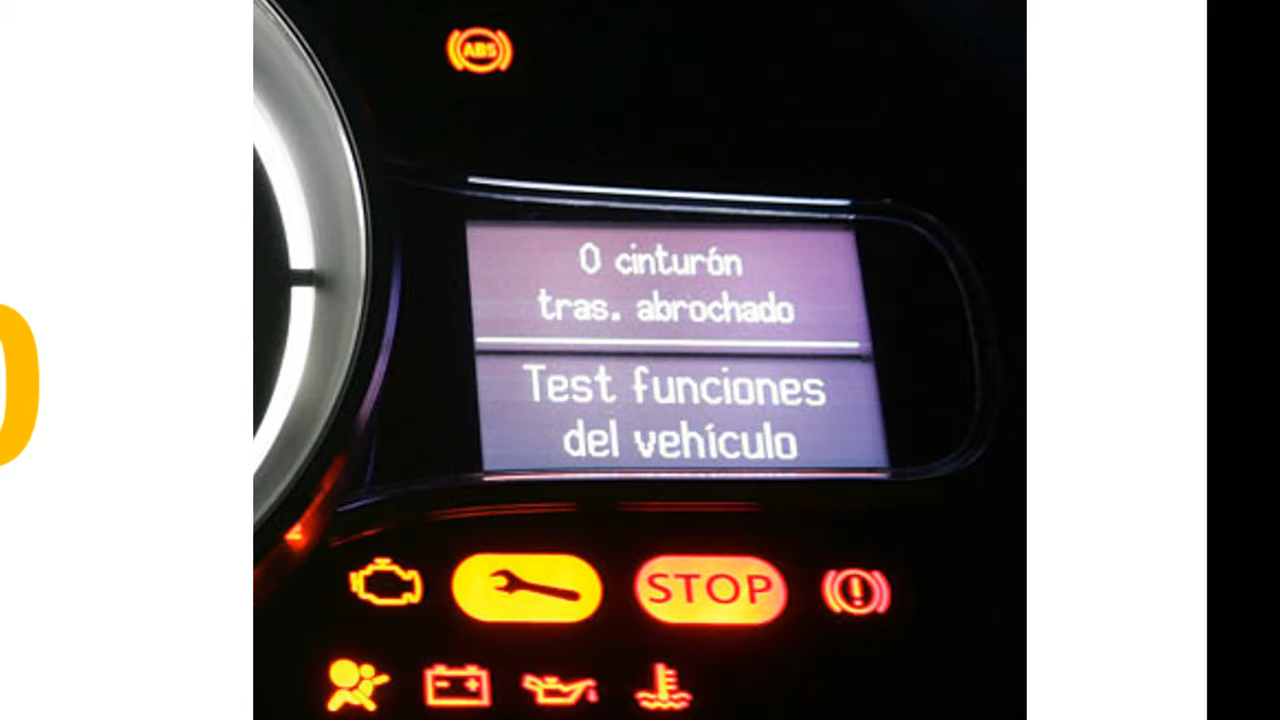 ABS
0 cinturón
tras. abrochado
Test funciones
del vehículo
STOP